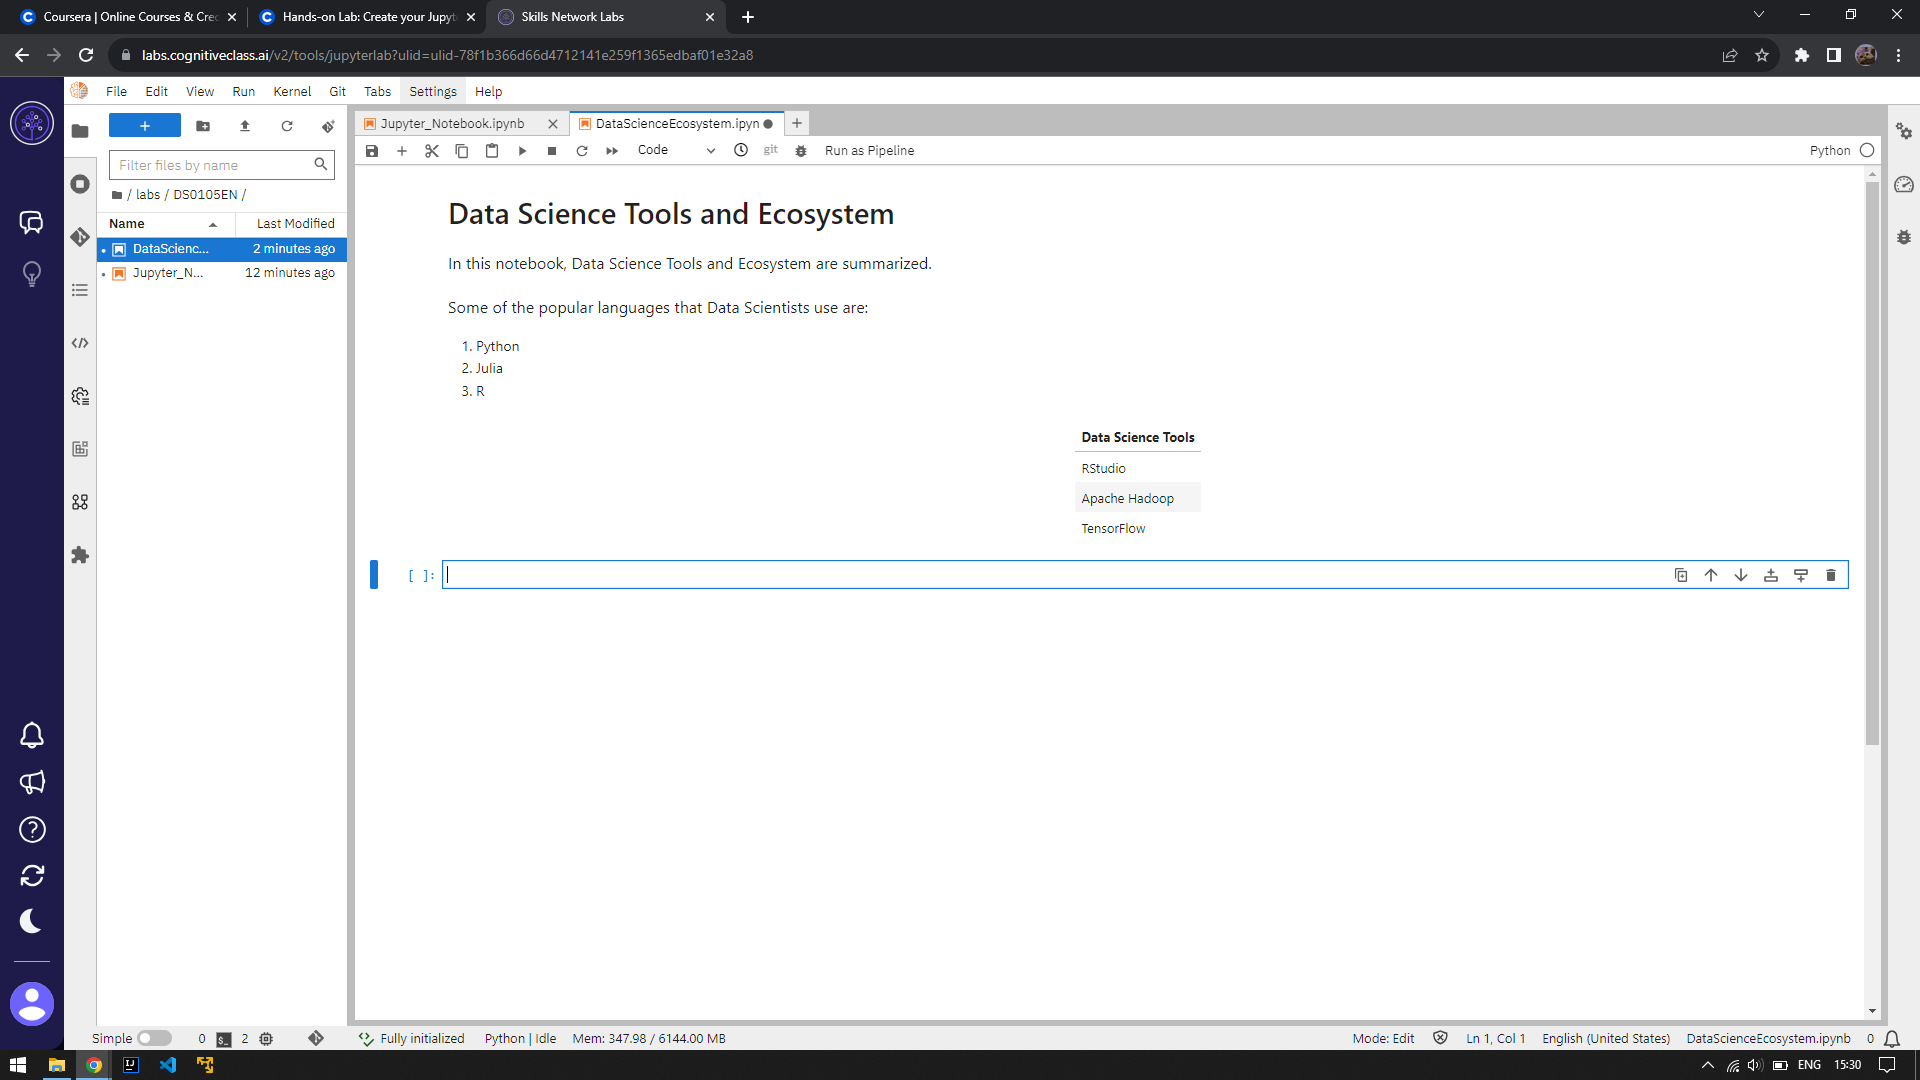 Coursera | Online Courses & Cre
Hands-on Lab: Create your Jupyt
Skills Network Labs
labs.cognitiveclass.ai/v2/tools/jupyterlab?ulid=ulid-78f1b366d66d4712141e259f1365edbaf01e32a8
File Edit View Run Kernel Git Tabs Settings Help
Filter files by name
/ labs / DS0105EN /
Name Last Modified
DataScienc... 2 minutes ago
Jupyter_N... 12 minutes ago
Jupyter_Notebook.ipynb
DataScienceEcosystem.ipyn
Code
git
Run as Pipeline
Python
Data Science Tools and Ecosystem
In this notebook, Data Science Tools and Ecosystem are summarized.
Some of the popular languages that Data Scientists use are:
1. Python
2. Julia
3. R
Data Science Tools
RStudio
Apache Hadoop
TensorFlow
[ ]:
Simple 0 $_ 2 Fully initialized Python | Idle Mem: 347.98 / 6144.00 MB Mode: Edit Ln 1, Col 1 English (United States) DataScienceEcosystem.ipynb 0
IJ
ENG 15:30